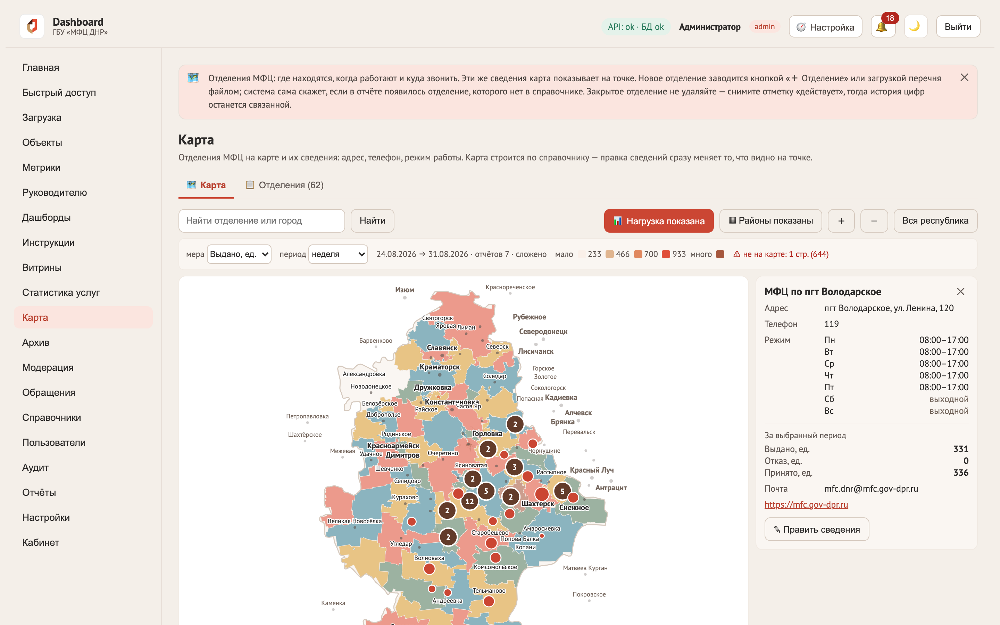 Dashboard
ГБУ «МФЦ ДНР»
API: ok · БД ok
Администратор
admin
Настройка
18
Выйти
Главная
Быстрый доступ
Загрузка
Объекты
Метрики
Руководителю
Дашборды
Инструкции
Витрины
Статистика услуг
Карта
Архив
Модерация
Обращения
Справочники
Пользователи
Аудит
Отчёты
Настройки
Кабинет
Отделения МФЦ: где находятся, когда работают и куда звонить. Эти же сведения карта показывает на точке. Новое отделение заводится кнопкой «+ Отделение» или загрузкой перечня
файлом; система сама скажет, если в отчёте появилось отделение, которого нет в справочнике. Закрытое отделение не удаляйте — снимите отметку «действует», тогда история цифр
останется связанной.
Карта
Отделения МФЦ на карте и их сведения: адрес, телефон, режим работы. Карта строится по справочнику — правка сведений сразу меняет то, что видно на точке.
Карта
Отделения (62)
Найти отделение или город
Найти
Нагрузка показана
Районы показаны
+
−
Вся республика
мера Выдано, ед. период неделя 24.08.2026 → 31.08.2026 · отчётов 7 · сложено мало 233 466 700 933 много ⚠ не на карте: 1 стр. (644)
Изюм
Краснореченское
Рубежное
Святогорск
Яровая
Лиман
Северодонецк
Барвенково
Славянск
Северск
Лисичанск
Краматорск
Горское
Александровка
Соледар
Золотое
Новодонецкое
Дружковка
Сокологорск
Попасная
Кадиевка
Белозёрское
Константиновка
Часов Яр
Райское
Алчевск
Петропавловка
Доброполье
Брянка
2
Шахтёрское
Родинское
Горловка
Перевальск
Красноармейск
2
Чорнушине
Межевая
Удачное
Димитров
Очеретино
Шевченко
Ясиноватая
3
Рассыпное
Красный Луч
Селидово
2
5
2
5
Антрацит
Курахово
12
Шахтерск
Снежное
2
Великая Новосёлка
Старобешево
Амвросиевка
2
Попова Балка
Угледар
Копани
Волноваха
Комсомольское
Матвеев Курган
Тельманово
Андреевка
Покровское
Каменка
МФЦ по пгт Володарское
Адрес пгт Володарское, ул. Ленина, 120
Телефон 119
Режим Пн 08:00–17:00
Вт 08:00–17:00
Ср 08:00–17:00
Чт 08:00–17:00
Пт 08:00–17:00
Сб выходной
Вс выходной
За выбранный период
Выдано, ед. 331
Отказ, ед. 0
Принято, ед. 336
Почта mfc.dnr@mfc.gov-dpr.ru
https://mfc.gov-dpr.ru
✎ Править сведения